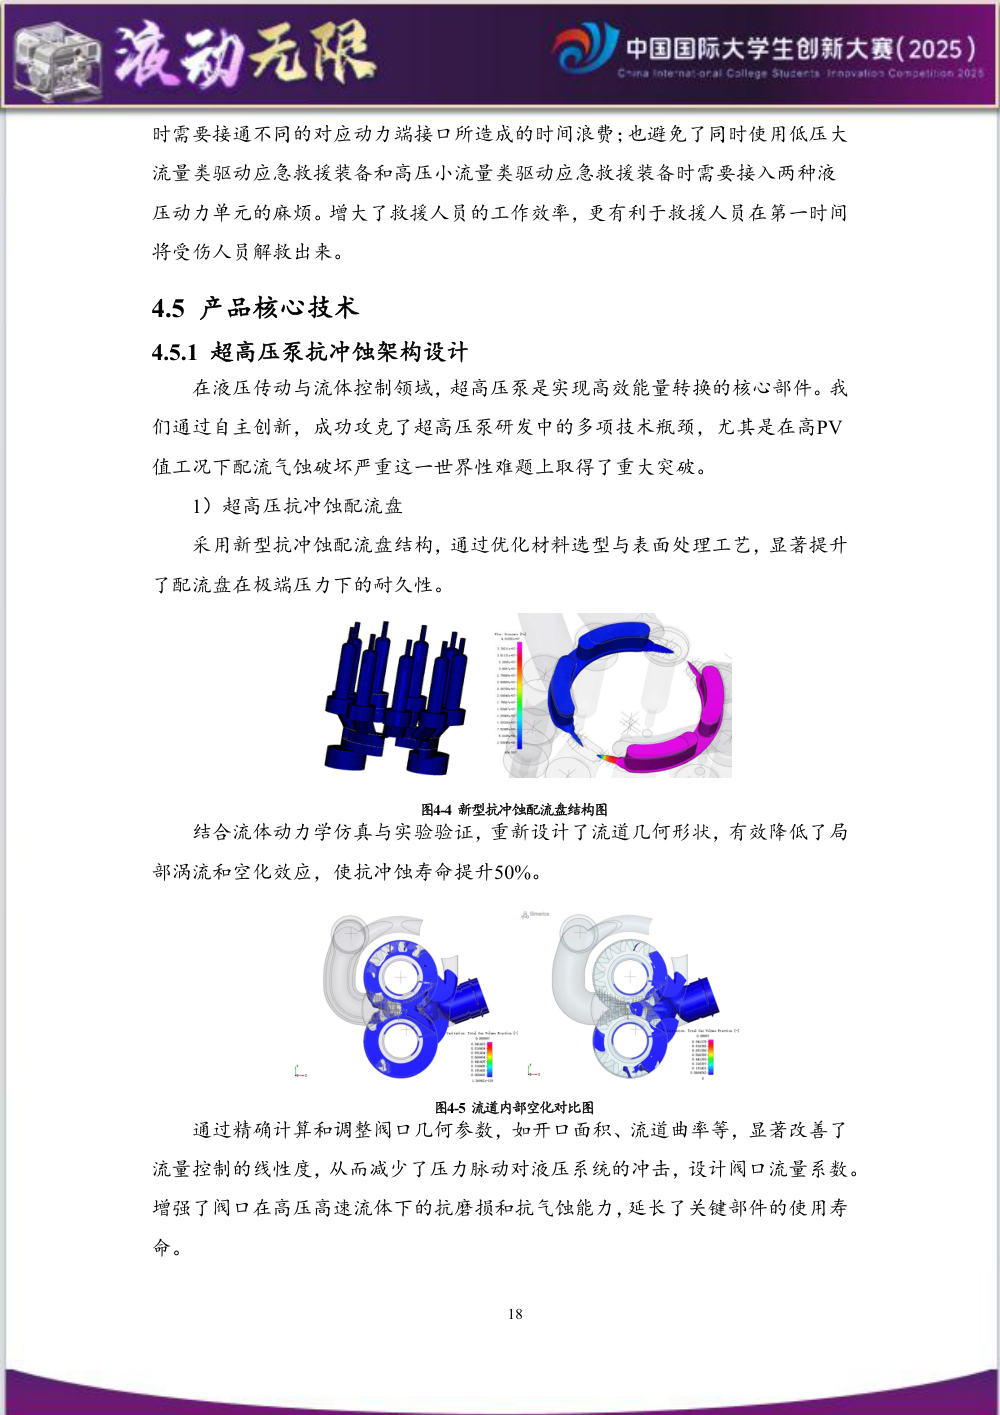 液动无限
中国国际大学生创新大赛(2025)
China International College Students' Innovation Competition 2025
时需要接通不同的对应动力端接口所造成的时间浪费;也避免了同时使用低压大
流量类驱动应急救援装备和高压小流量类驱动应急救援装备时需要接入两种液
压动力单元的麻烦。增大了救援人员的工作效率，更有利于救援人员在第一时间
将受伤人员解救出来。
4.5 产品核心技术
4.5.1 超高压泵抗冲蚀架构设计
在液压传动与流体控制领域，超高压泵是实现高效能量转换的核心部件。我
们通过自主创新，成功攻克了超高压泵研发中的多项技术瓶颈，尤其是在高PV
值工况下配流气蚀破坏严重这一世界性难题上取得了重大突破。
1）超高压抗冲蚀配流盘
采用新型抗冲蚀配流盘结构，通过优化材料选型与表面处理工艺，显著提升
了配流盘在极端压力下的耐久性。
图4-4 新型抗冲蚀配流盘结构图
结合流体动力学仿真与实验验证，重新设计了流道几何形状，有效降低了局
部涡流和空化效应，使抗冲蚀寿命提升50%。
Simerics
图4-5 流道内部空化对比图
通过精确计算和调整阀口几何参数，如开口面积、流道曲率等，显著改善了
流量控制的线性度，从而减少了压力脉动对液压系统的冲击，设计阀口流量系数。
增强了阀口在高压高速流体下的抗磨损和抗气蚀能力，延长了关键部件的使用寿
命。
18